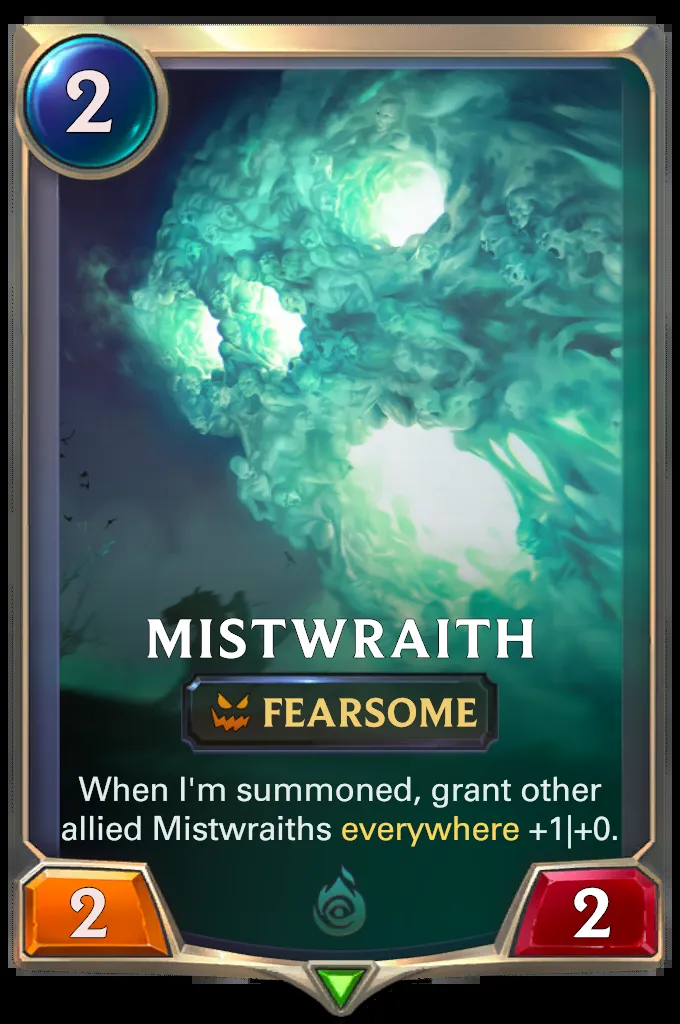 2
MISTWRAITH
FEARSOME
When I'm summoned, grant other
allied Mistwraiths everywhere +1|+0.
2
2